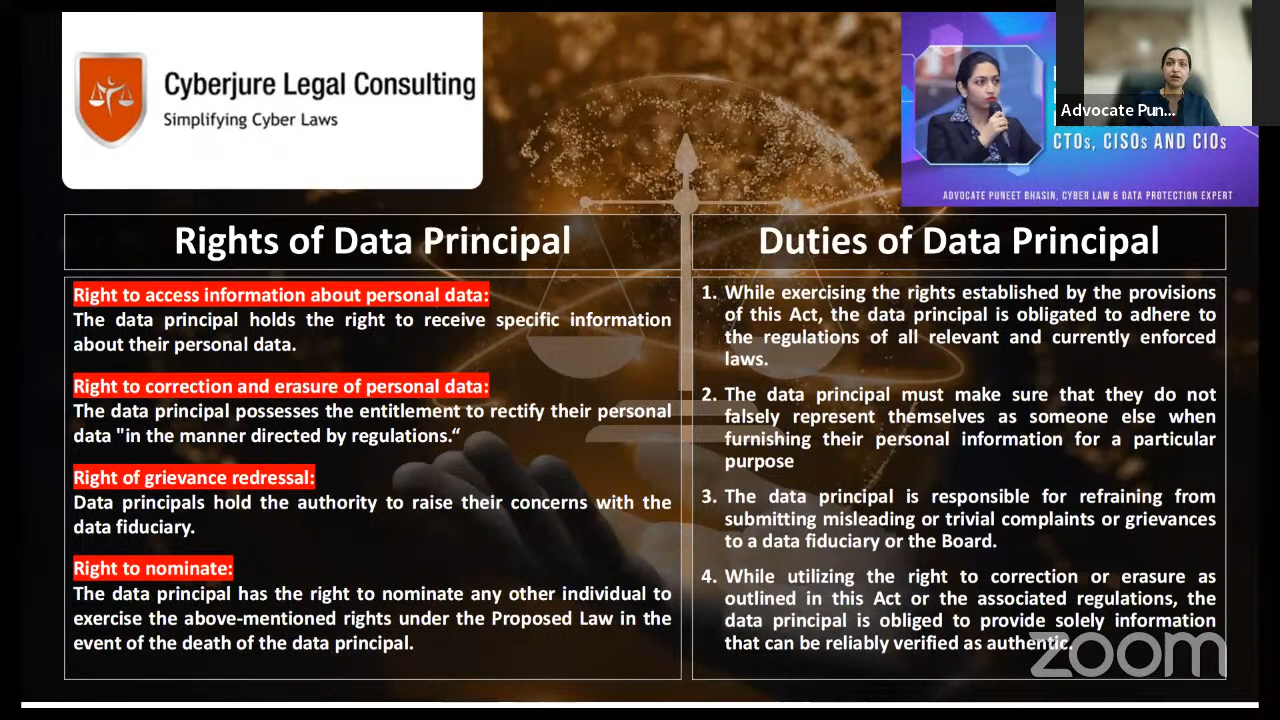 Cyberjure Legal Consulting
Simplifying Cyber Laws
Advocate Pun...
CTOs, CISOs AND CIOs
ADVOCATE PUNEET BHASIN, CYBER LAW & DATA PROTECTION EXPERT
Rights of Data Principal
Right to access information about personal data:
The data principal holds the right to receive specific information
about their personal data.
Right to correction and erasure of personal data:
The data principal possesses the entitlement to rectify their personal
data "in the manner directed by regulations.“
Right of grievance redressal:
Data principals hold the authority to raise their concerns with the
data fiduciary.
Right to nominate:
The data principal has the right to nominate any other individual to
exercise the above-mentioned rights under the Proposed Law in the
event of the death of the data principal.
Duties of Data Principal
1. While exercising the rights established by the provisions
of this Act, the data principal is obligated to adhere to
the regulations of all relevant and currently enforced
laws.
2. The data principal must make sure that they do not
falsely represent themselves as someone else when
furnishing their personal information for a particular
purpose
3. The data principal is responsible for refraining from
submitting misleading or trivial complaints or grievances
to a data fiduciary or the Board.
4. While utilizing the right to correction or erasure as
outlined in this Act or the associated regulations, the
data principal is obliged to provide solely information
that can be reliably verified as authentic.
zoom